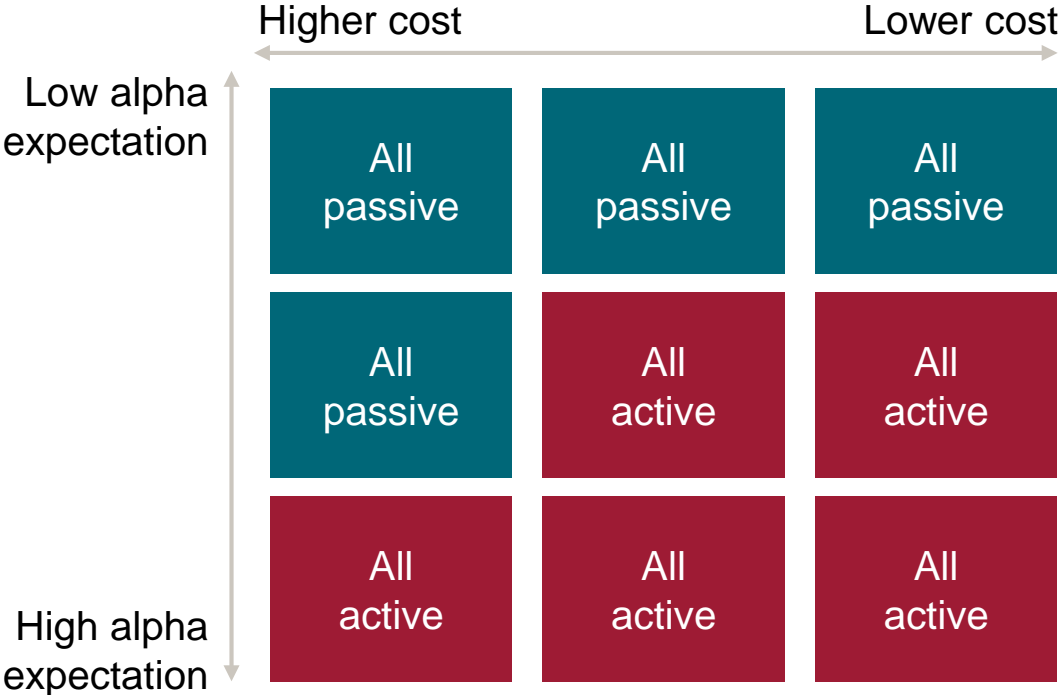 Higher cost
Lower cost
Low alpha
expectation
All
passive
All
passive
All
passive
All
passive
All
active
All
active
All
active
All
active
All
active
High alpha
expectation